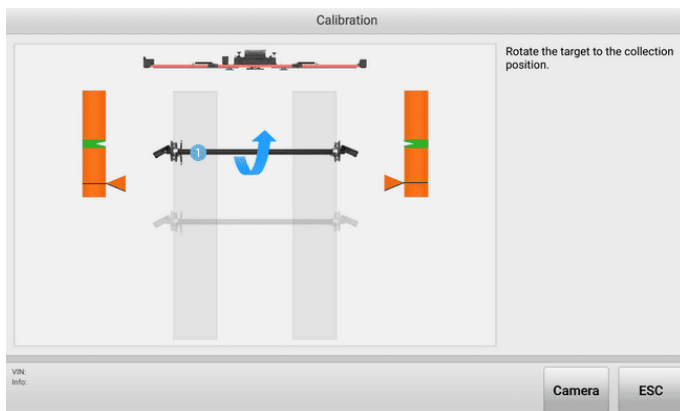 Calibration
Rotate the target to the collection
position.
1
VIN:
Info:
Camera
ESC